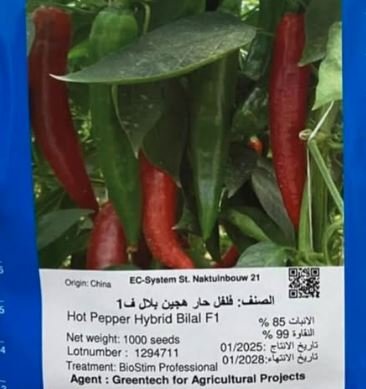 Origin: China
EC-System St. Naktuinbouw 21
الصنف: فلفل حار هجين بلال ف1
Hot Pepper Hybrid Bilal F1
الانبات 85 %
النقاوة 99 %
Net weight: 1000 seeds
تاريخ الانتاج: 01/2025
Lotnumber : 1294711
تاريخ الانتهاء: 01/2028
Treatment: BioStim Professional
Agent : Greentech for Agricultural Projects
5
4